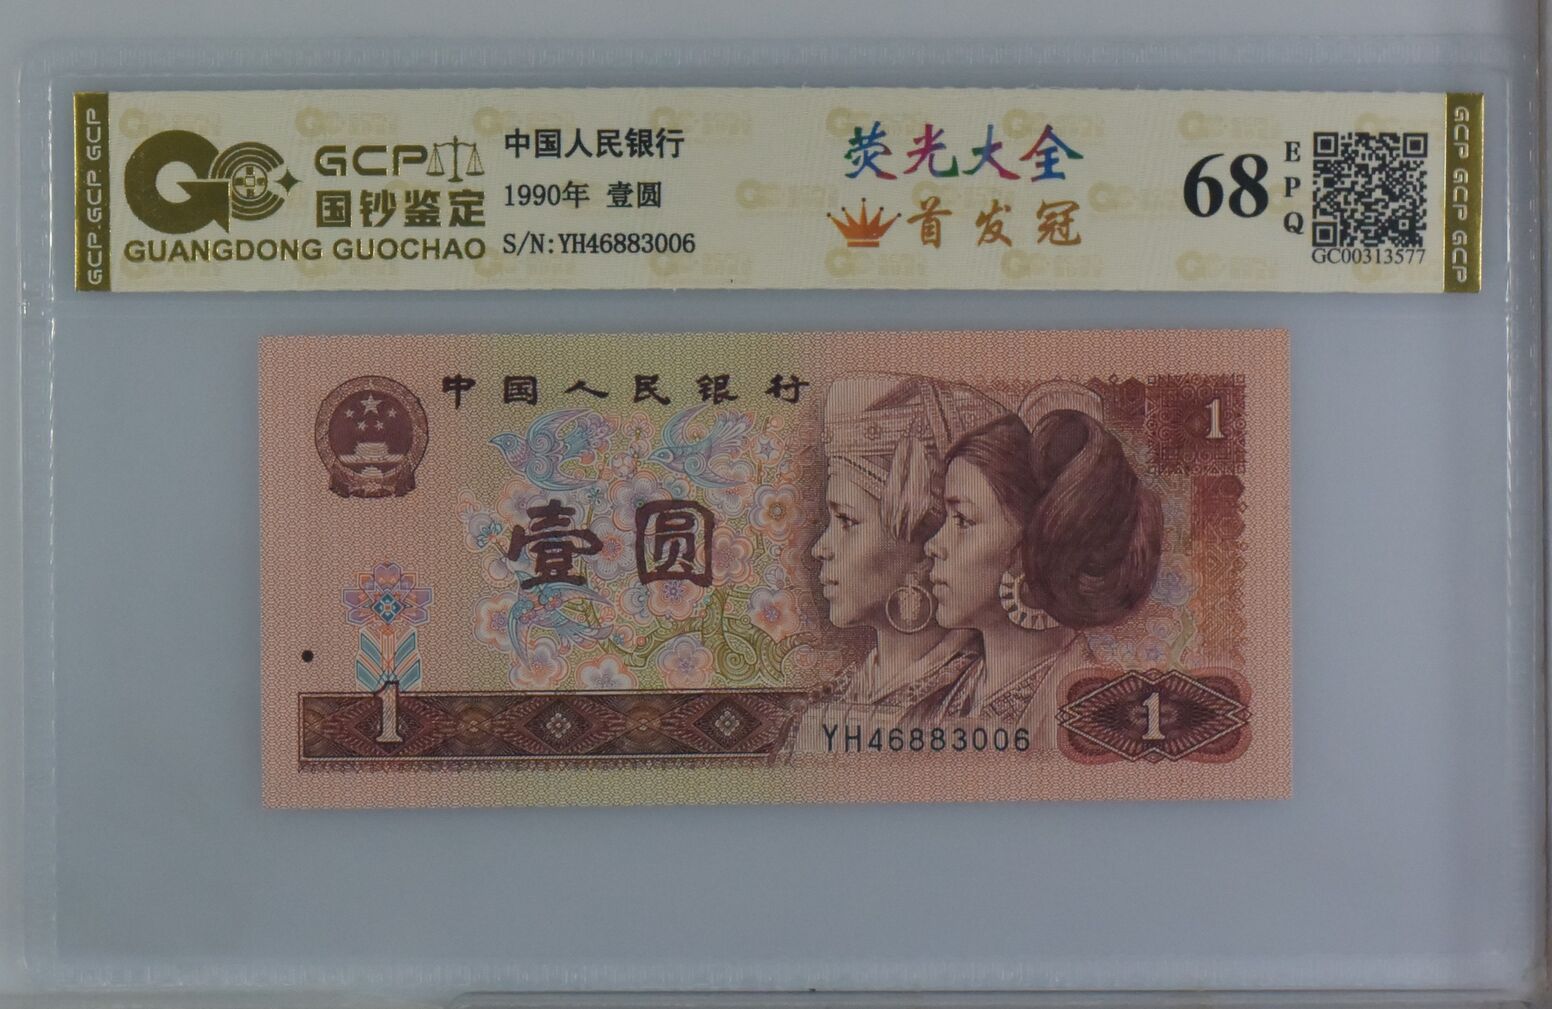 GCP.GCP GCP
GCP
国钞鉴定
GUANGDONG GUOCHAO
中国人民银行
1990年 壹圆
S/N:YH46883006
荧光大全
首发冠
68
EPQ
GC00313577
GCP GCP GCP
中国人民银行
1
壹圆
1
YH46883006
1